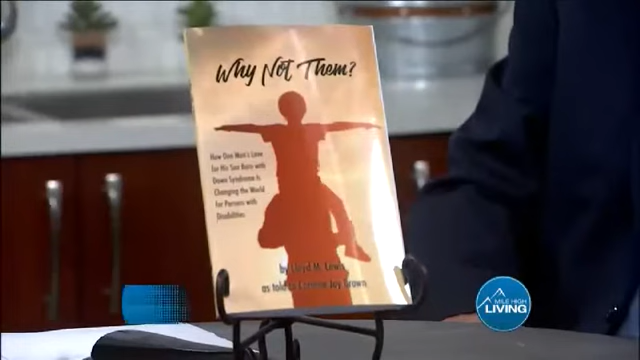 Why Not Them?
How One Man's Love
for His Son Born with
Down Syndrome is
Changing the World
for Persons with
Disabilities
by Lloyd M. Lewis
as told to Corinne Joy Brown
MILE HIGH
LIVING